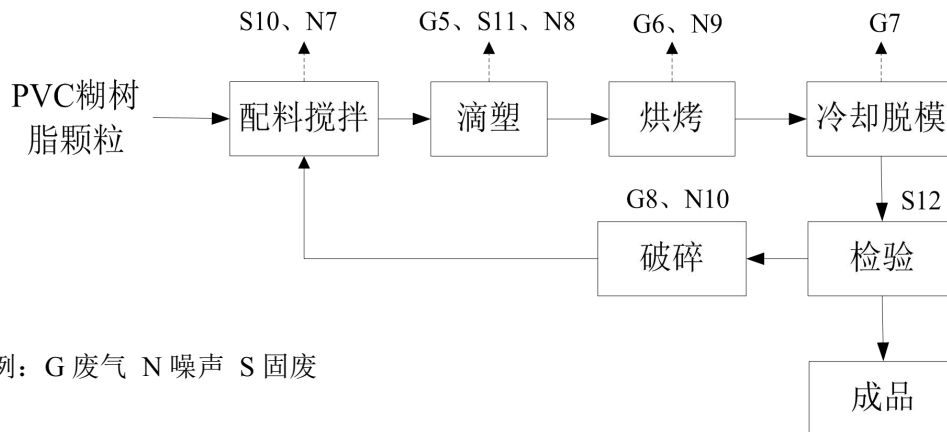 S10、N7
G5、S11、N8
G6、N9
G7
PVC糊树
脂颗粒
配料搅拌
滴塑
烘烤
冷却脱模
G8、N10
S12
破碎
检验
例：G 废气 N 噪声 S 固废
成品